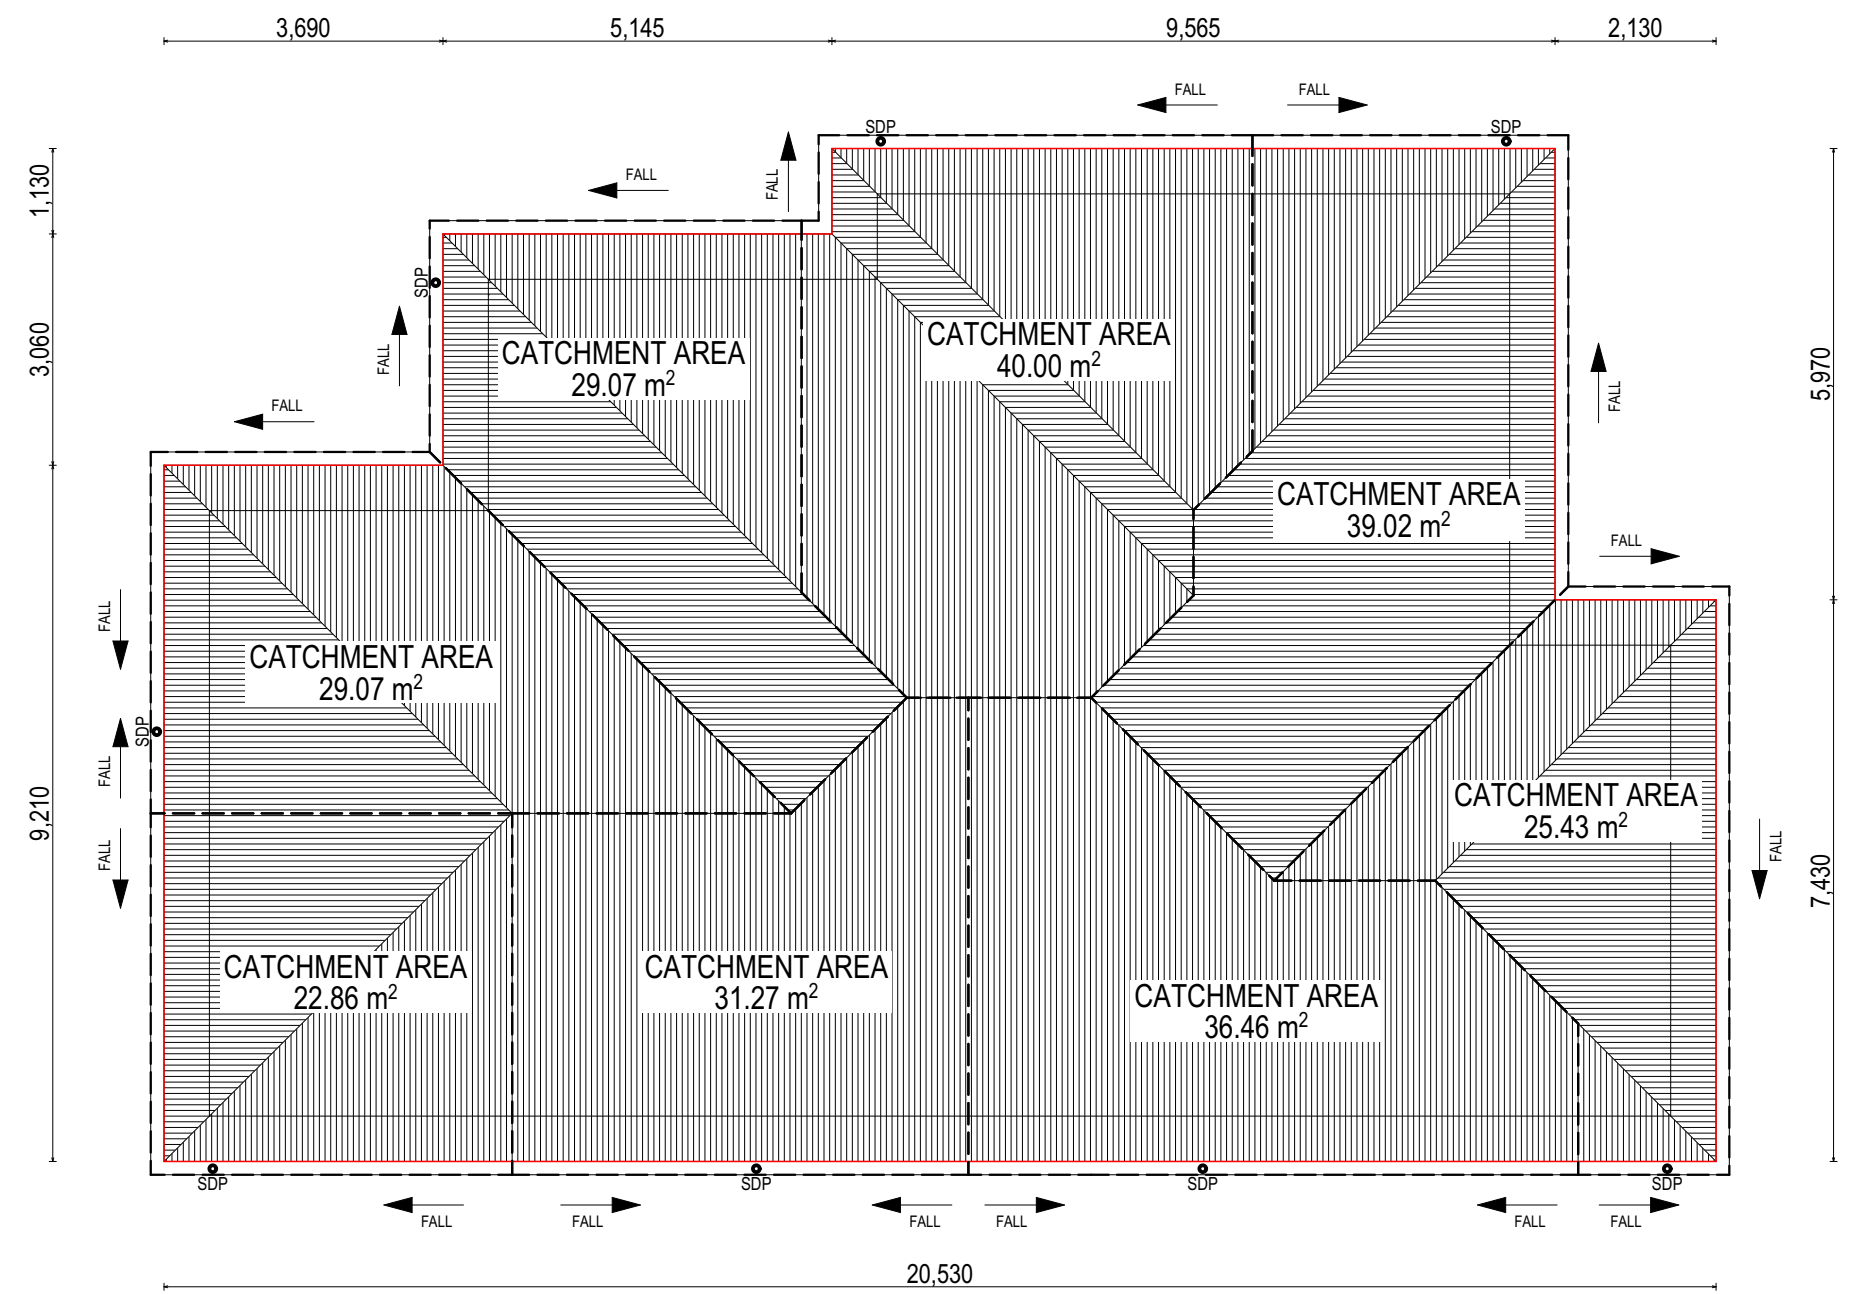 3,690
5,145
9,565
2,130
FALL
FALL
SDP
SDP
1,130
FALL
FALL
SDP
3,060
FALL
CATCHMENT AREA
29.07 m²
CATCHMENT AREA
40.00 m²
5,970
FALL
FALL
CATCHMENT AREA
39.02 m²
FALL
FALL
CATCHMENT AREA
29.07 m²
SDP
FALL
9,210
FALL
CATCHMENT AREA
25.43 m²
FALL
7,430
CATCHMENT AREA
22.86 m²
CATCHMENT AREA
31.27 m²
CATCHMENT AREA
36.46 m²
SDP
SDP
SDP
SDP
FALL
FALL
FALL
FALL
FALL
FALL
20,530